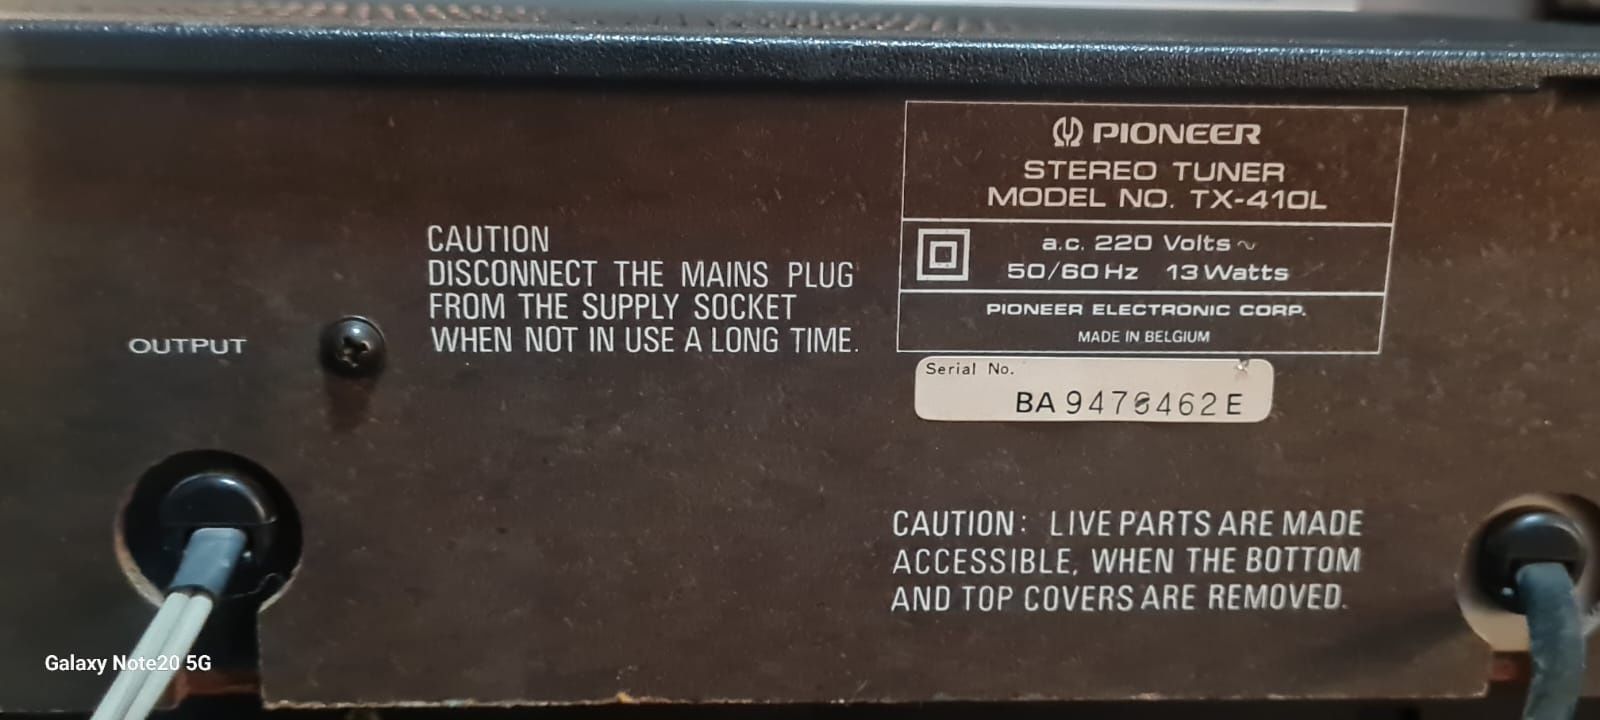 PIONEER
STEREO TUNER
MODEL NO. TX-410L
a.c. 220 Volts ~
50/60 Hz 13 Watts
PIONEER ELECTRONIC CORP.
MADE IN BELGIUM
Serial No.
CAUTION
DISCONNECT THE MAINS PLUG
FROM THE SUPPLY SOCKET
WHEN NOT IN USE A LONG TIME.
OUTPUT
CAUTION: LIVE PARTS ARE MADE
ACCESSIBLE, WHEN THE BOTTOM
AND TOP COVERS ARE REMOVED.
Galaxy Note20 5G